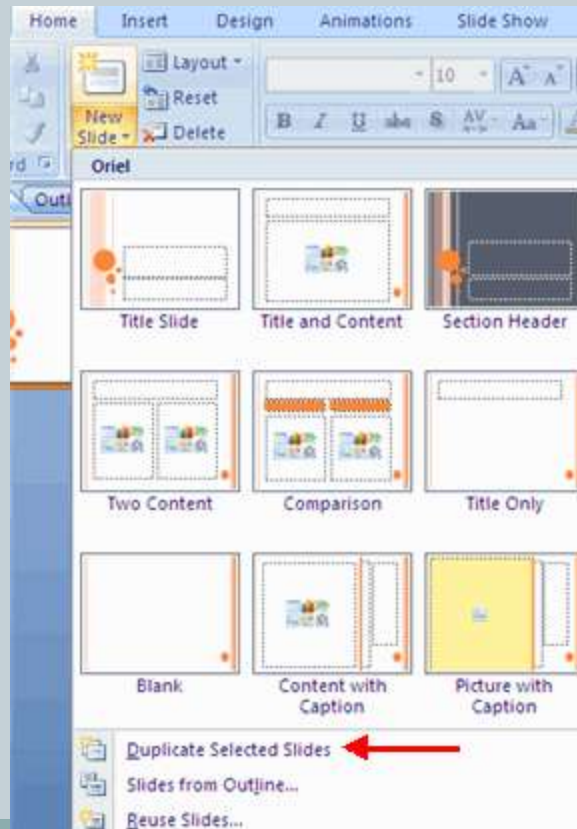 Home Insert Design Animations Slide Show
Layout
Reset
10 A A
New
Slide
Delete
B I U abe S AV Aa
Oriel
Title Slide Title and Content Section Header
Two Content Comparison Title Only
Blank Content with Caption Picture with Caption
Duplicate Selected Slides
Slides from Outline...
Reuse Slides...